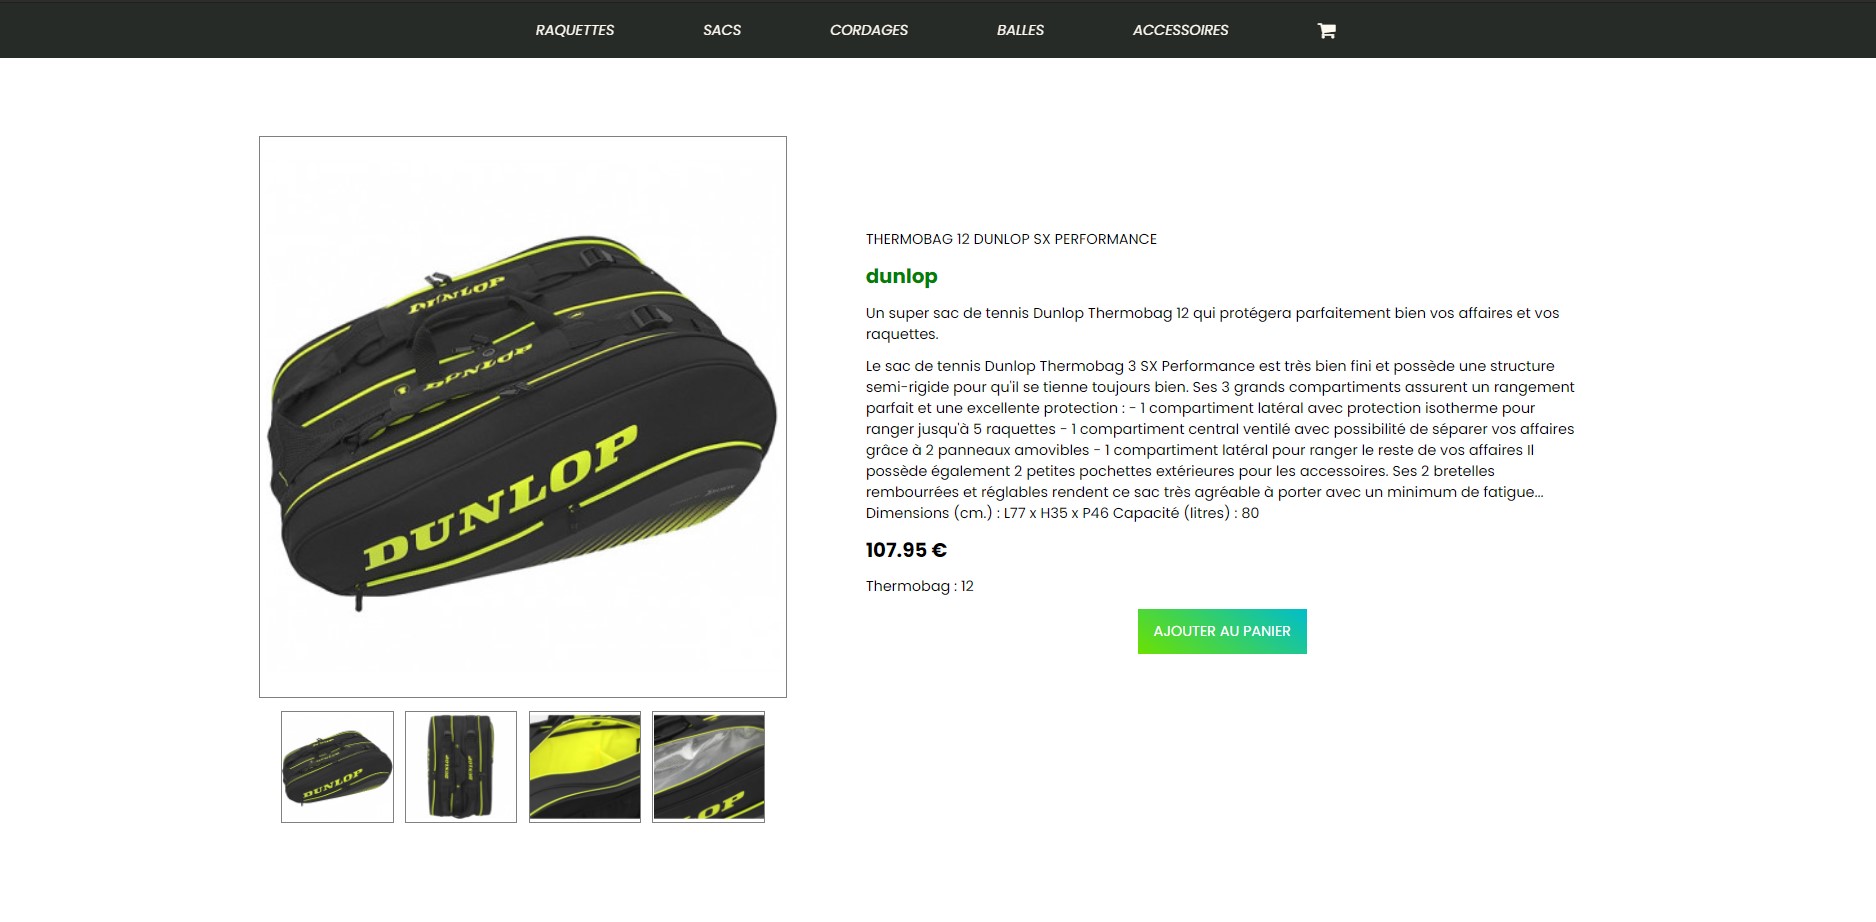 RAQUETTES SACS CORDAGES BALLES ACCESSOIRES
DUNLOP
DUNLOP
DUNLOP
THERMOBAG 12 DUNLOP SX PERFORMANCE
dunlop
Un super sac de tennis Dunlop Thermobag 12 qui protégera parfaitement bien vos affaires et vos
raquettes.
Le sac de tennis Dunlop Thermobag 3 SX Performance est très bien fini et possède une structure
semi-rigide pour qu'il se tienne toujours bien. Ses 3 grands compartiments assurent un rangement
parfait et une excellente protection : - 1 compartiment latéral avec protection isotherme pour
ranger jusqu'à 5 raquettes - 1 compartiment central ventilé avec possibilité de séparer vos affaires
grâce à 2 panneaux amovibles - 1 compartiment latéral pour ranger le reste de vos affaires Il
possède également 2 petites pochettes extérieures pour les accessoires. Ses 2 bretelles
rembourrées et réglables rendent ce sac très agréable à porter avec un minimum de fatigue...
Dimensions (cm.) : L77 x H35 x P46 Capacité (litres) : 80
107.95 €
Thermobag : 12
AJOUTER AU PANIER
DUNLOP
LOP